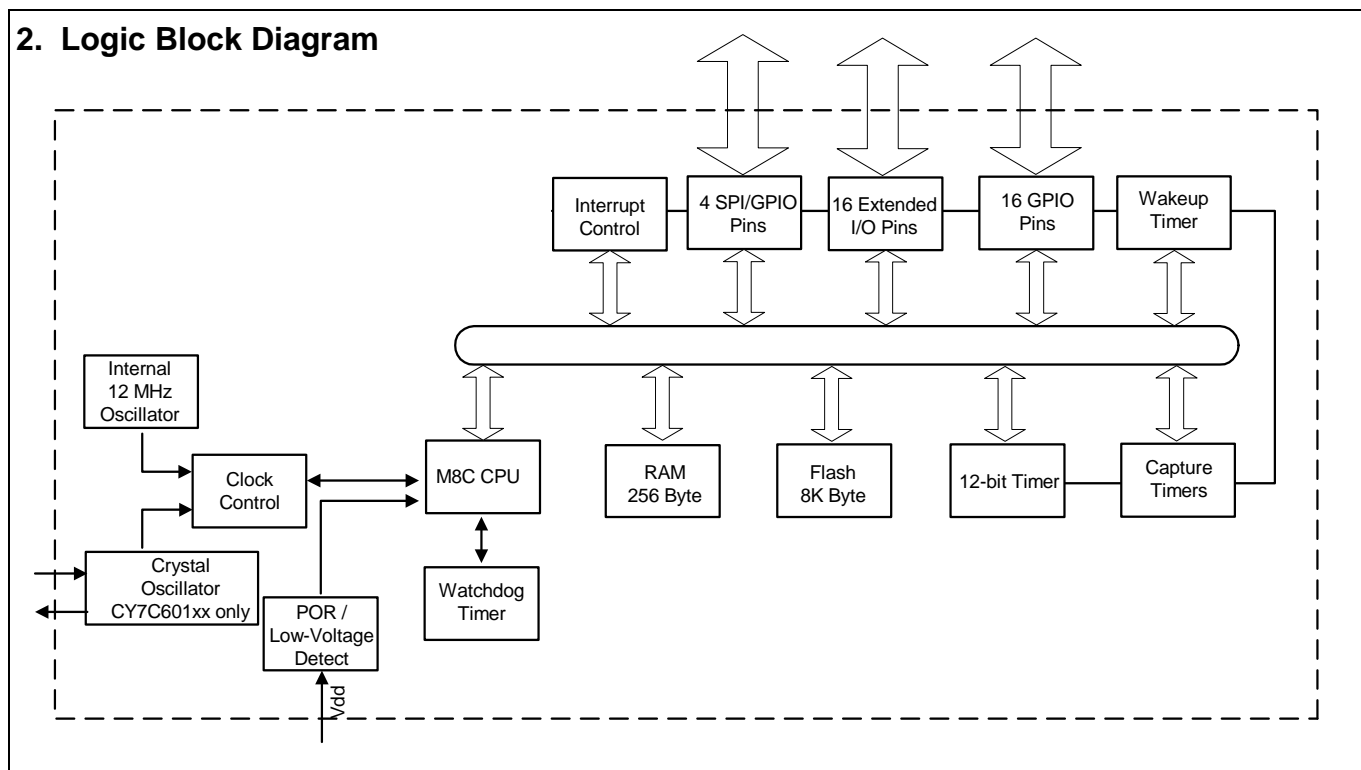 2. Logic Block Diagram
Interrupt
Control
4 SPI/GPIO
Pins
16 Extended
I/O Pins
16 GPIO
Pins
Wakeup
Timer
Internal
12 MHz
Oscillator
Clock
Control
Crystal
Oscillator
CY7C601xx only
POR /
Low-Voltage
Detect
Vdd
M8C CPU
Watchdog
Timer
RAM
256 Byte
Flash
8K Byte
12-bit Timer
Capture
Timers